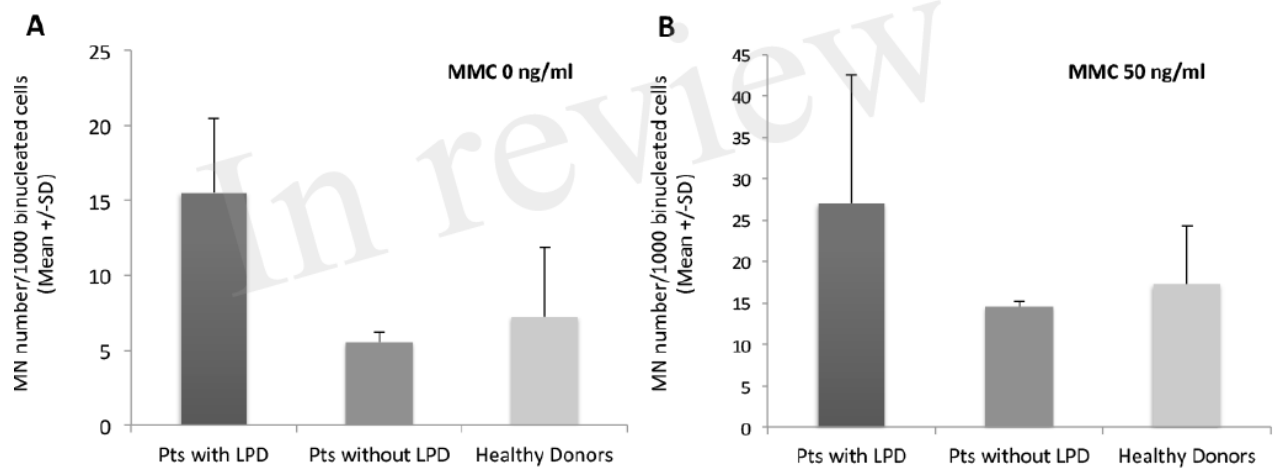 A
MMC 0 ng/ml
MN number/1000 binucleated cells
(Mean +/-SD)
25
20
15
10
5
0
Pts with LPD
Pts without LPD
Healthy Donors
B
MMC 50 ng/ml
MN number/1000 binucleated cells
(Mean +/-SD)
45
40
35
30
25
20
15
10
5
0
Pts with LPD
Pts without LPD
Healthy Donors
In review